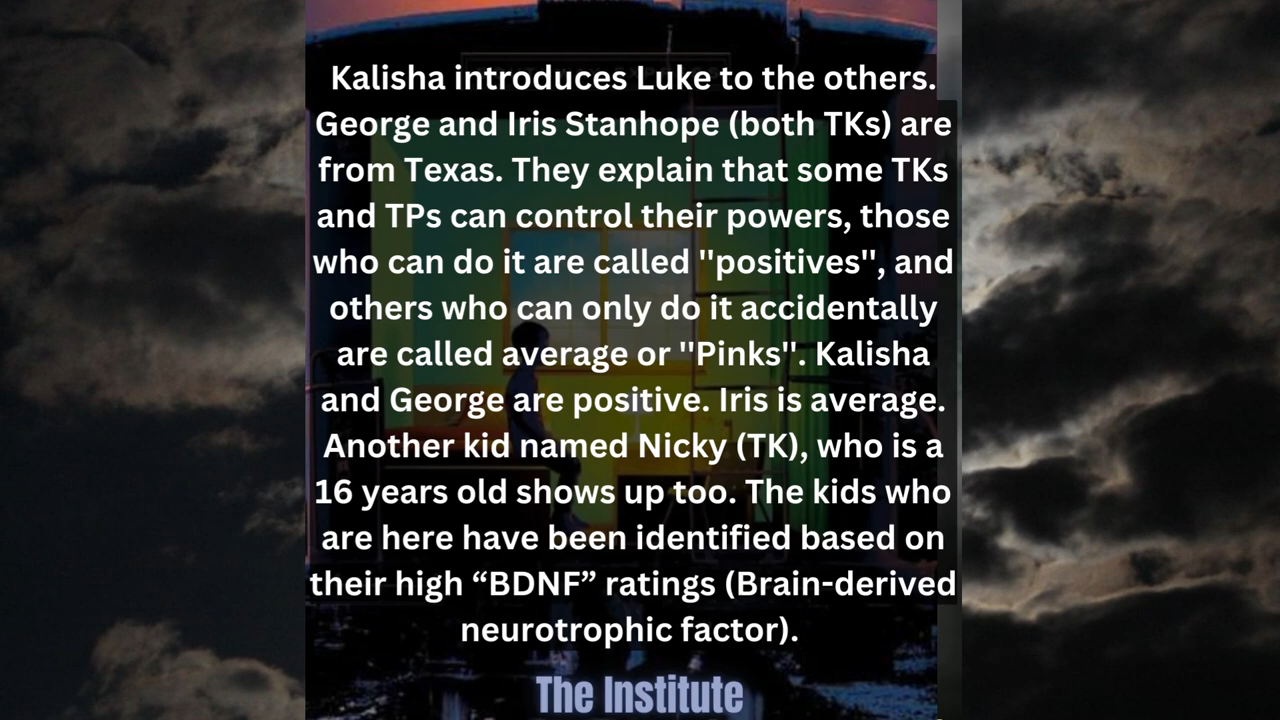 Kalisha introduces Luke to the others.
George and Iris Stanhope (both TKs) are
from Texas. They explain that some TKs
and TPs can control their powers, those
who can do it are called "positives", and
others who can only do it accidentally
are called average or "Pinks". Kalisha
and George are positive. Iris is average.
Another kid named Nicky (TK), who is a
16 years old shows up too. The kids who
are here have been identified based on
their high “BDNF” ratings (Brain-derived
neurotrophic factor).
The Institute